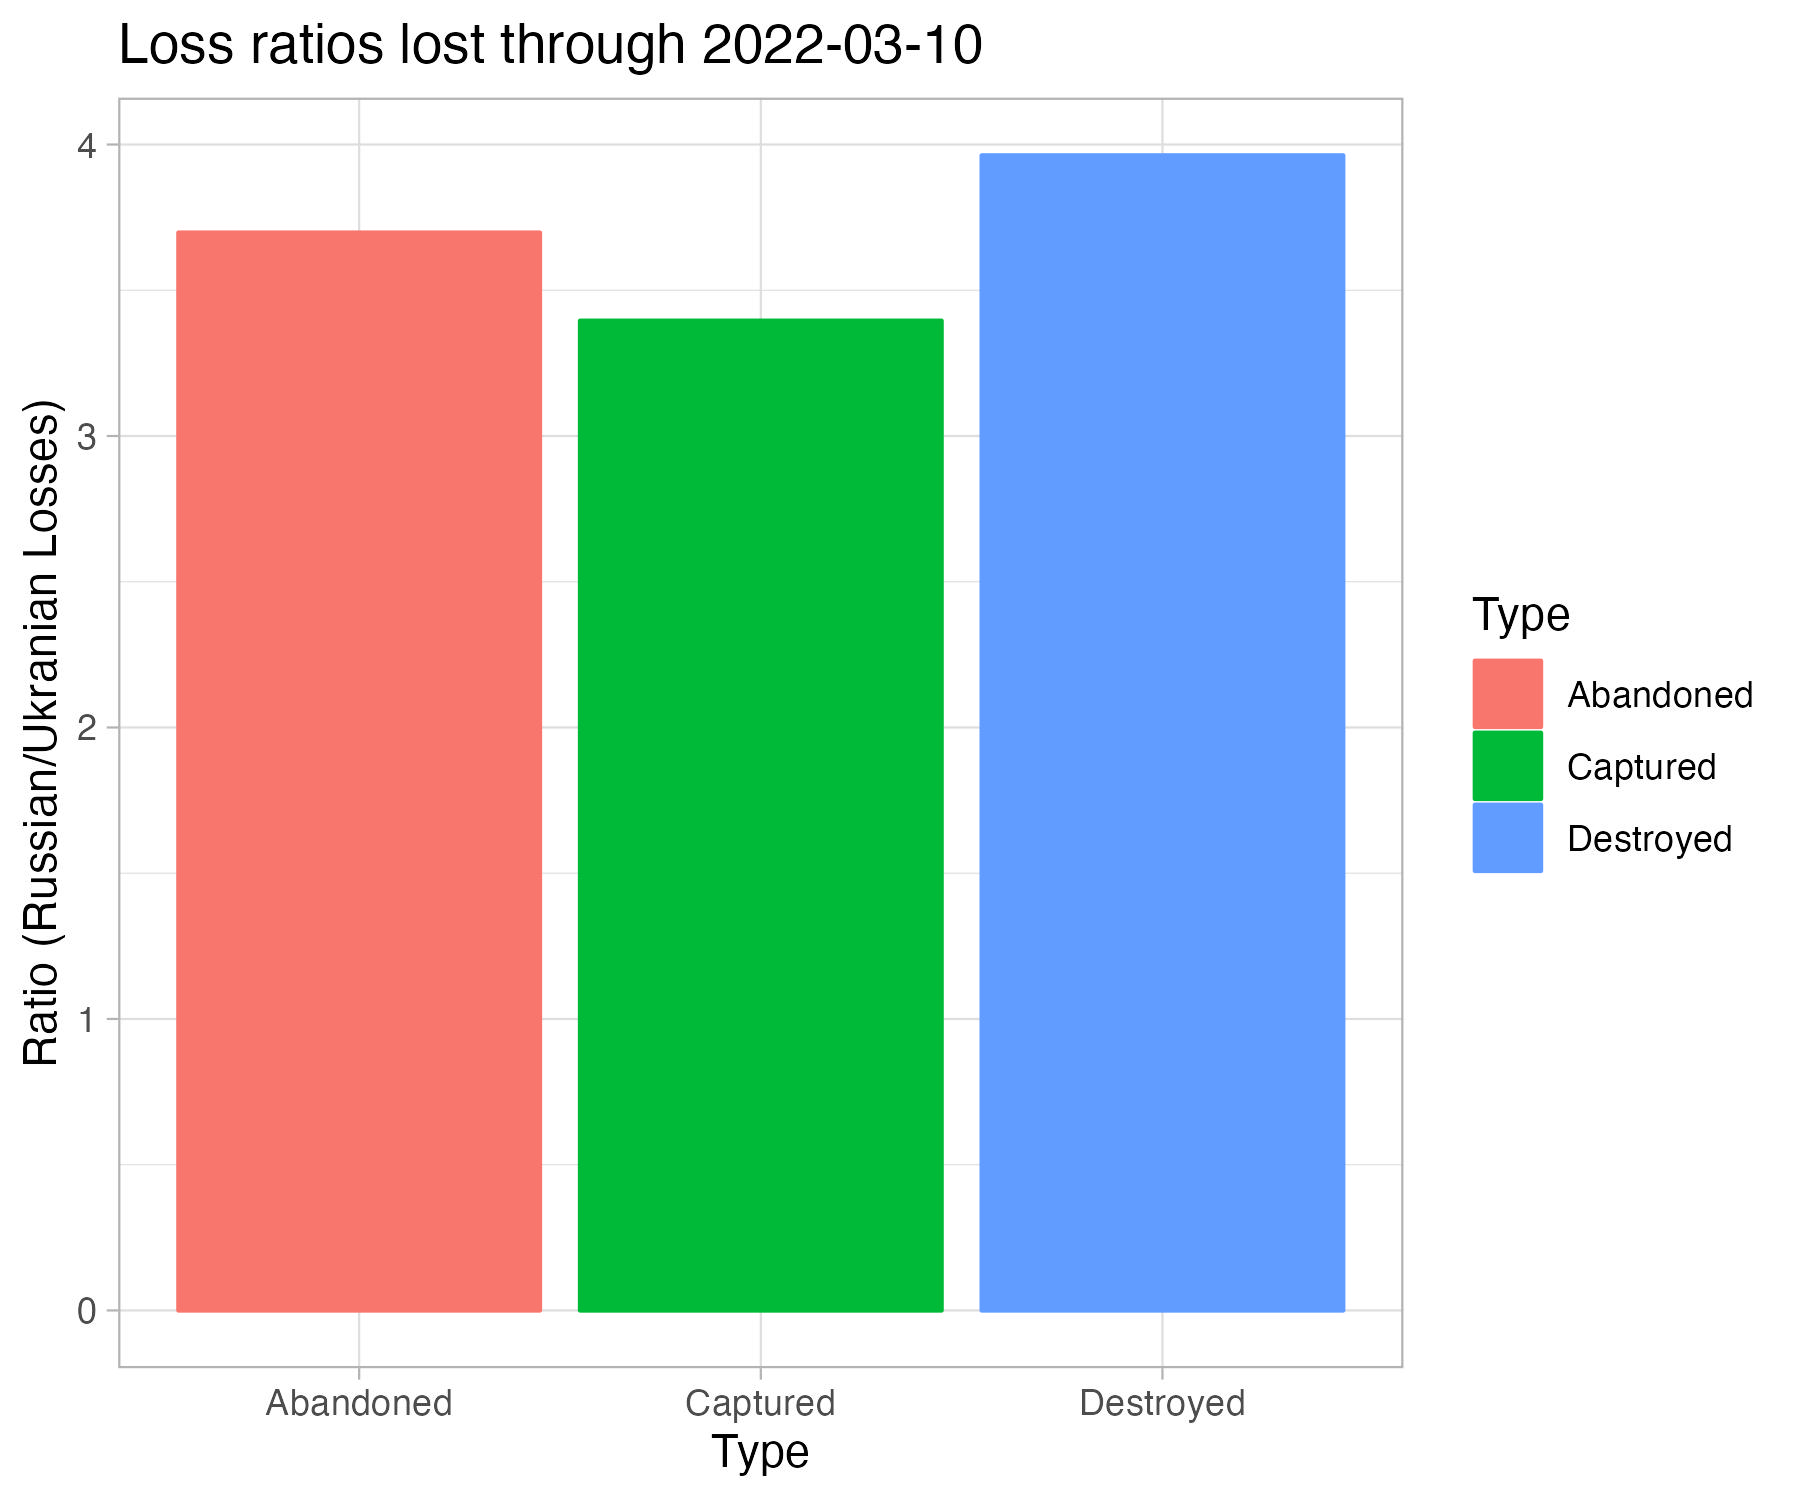 Loss ratios lost through 2022-03-10
Ratio (Russian/Ukranian Losses)
4
3
2
1
0
Abandoned
Captured
Destroyed
Type
Type
Abandoned
Captured
Destroyed